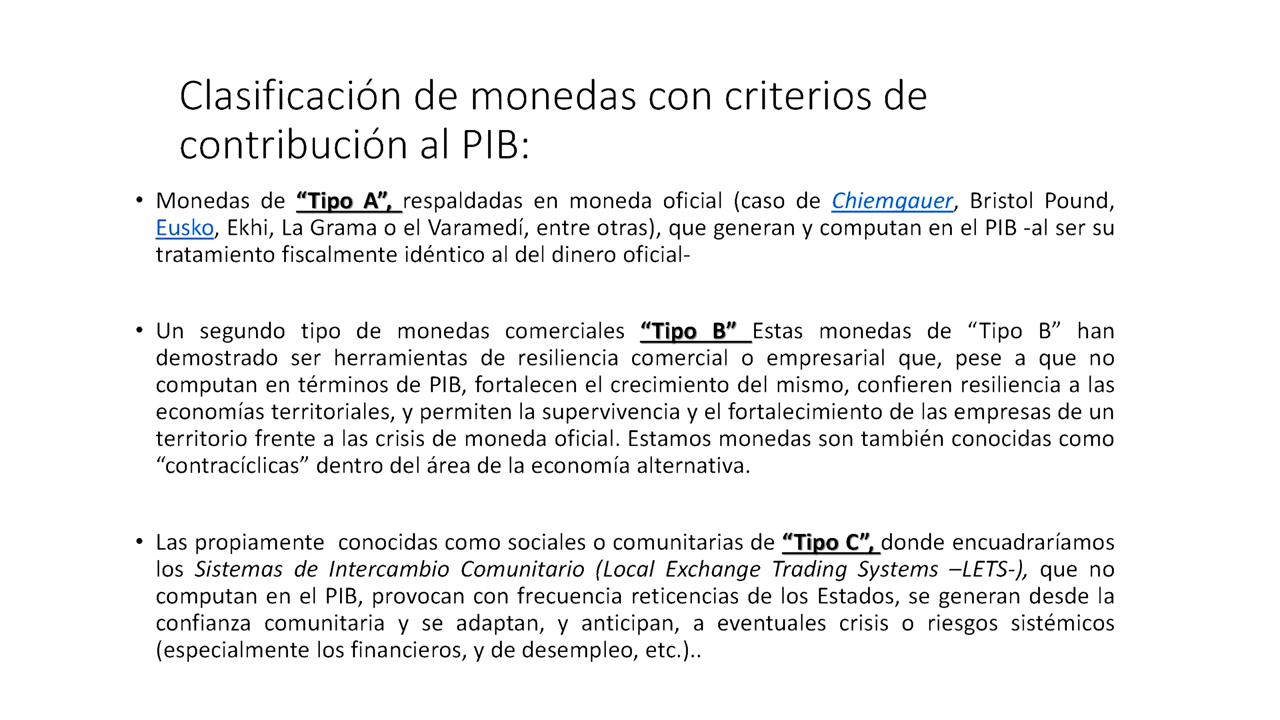 Clasificación de monedas con criterios de
contribución al PIB:
• Monedas de “Tipo A”, respaldadas en moneda oficial (caso de Chiemgauer, Bristol Pound,
Eusko, Ekhi, La Grama o el Varamedí, entre otras), que generan y computan en el PIB -al ser su
tratamiento fiscalmente idéntico al del dinero oficial-
• Un segundo tipo de monedas comerciales “Tipo B” Estas monedas de “Tipo B” han
demostrado ser herramientas de resiliencia comercial o empresarial que, pese a que no
computan en términos de PIB, fortalecen el crecimiento del mismo, confieren resiliencia a las
economías territoriales, y permiten la supervivencia y el fortalecimiento de las empresas de un
territorio frente a las crisis de moneda oficial. Estamos monedas son también conocidas como
“contracíclicas” dentro del área de la economía alternativa.
• Las propiamente  conocidas como sociales o comunitarias de “Tipo C”, donde encuadraríamos
los Sistemas de Intercambio Comunitario (Local Exchange Trading Systems –LETS-), que no
computan en el PIB, provocan con frecuencia reticencias de los Estados, se generan desde la
confianza comunitaria y se adaptan, y anticipan, a eventuales crisis o riesgos sistémicos
(especialmente los financieros, y de desempleo, etc.)..